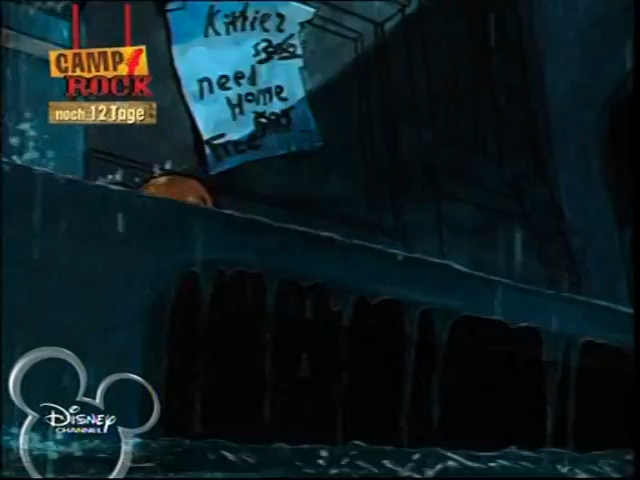 CAMP
ROCK
noch 12 Tage
Kittiez
need
Home
Free
DISNEY
CHANNEL